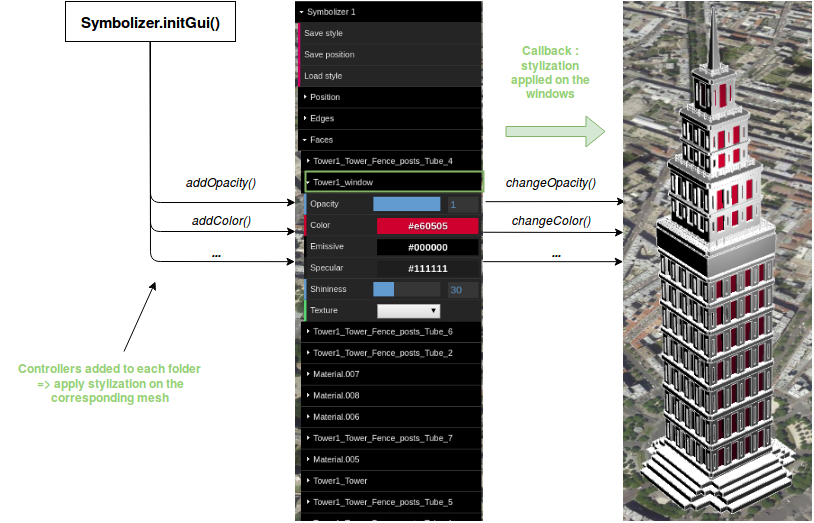 Symbolizer.initGui()
addOpacity()
addColor()
...
Controllers added to each folder
=> apply stylization on the
corresponding mesh
Symbolizer 1
Save style
Save position
Load style
Position
Edges
Faces
Tower1_Tower_Fence_posts_Tube_4
Tower1_window
Opacity 1
Color #e60505
Emissive #000000
Specular #111111
Shininess 30
Texture
Tower1_Tower_Fence_posts_Tube_6
Tower1_Tower_Fence_posts_Tube_2
Material.007
Material.008
Material.006
Tower1_Tower_Fence_posts_Tube_7
Material.005
Tower1_Tower
Tower1_Tower_Fence_posts_Tube_5
Callback :
stylization
applied on the
windows
changeOpacity()
changeColor()
...